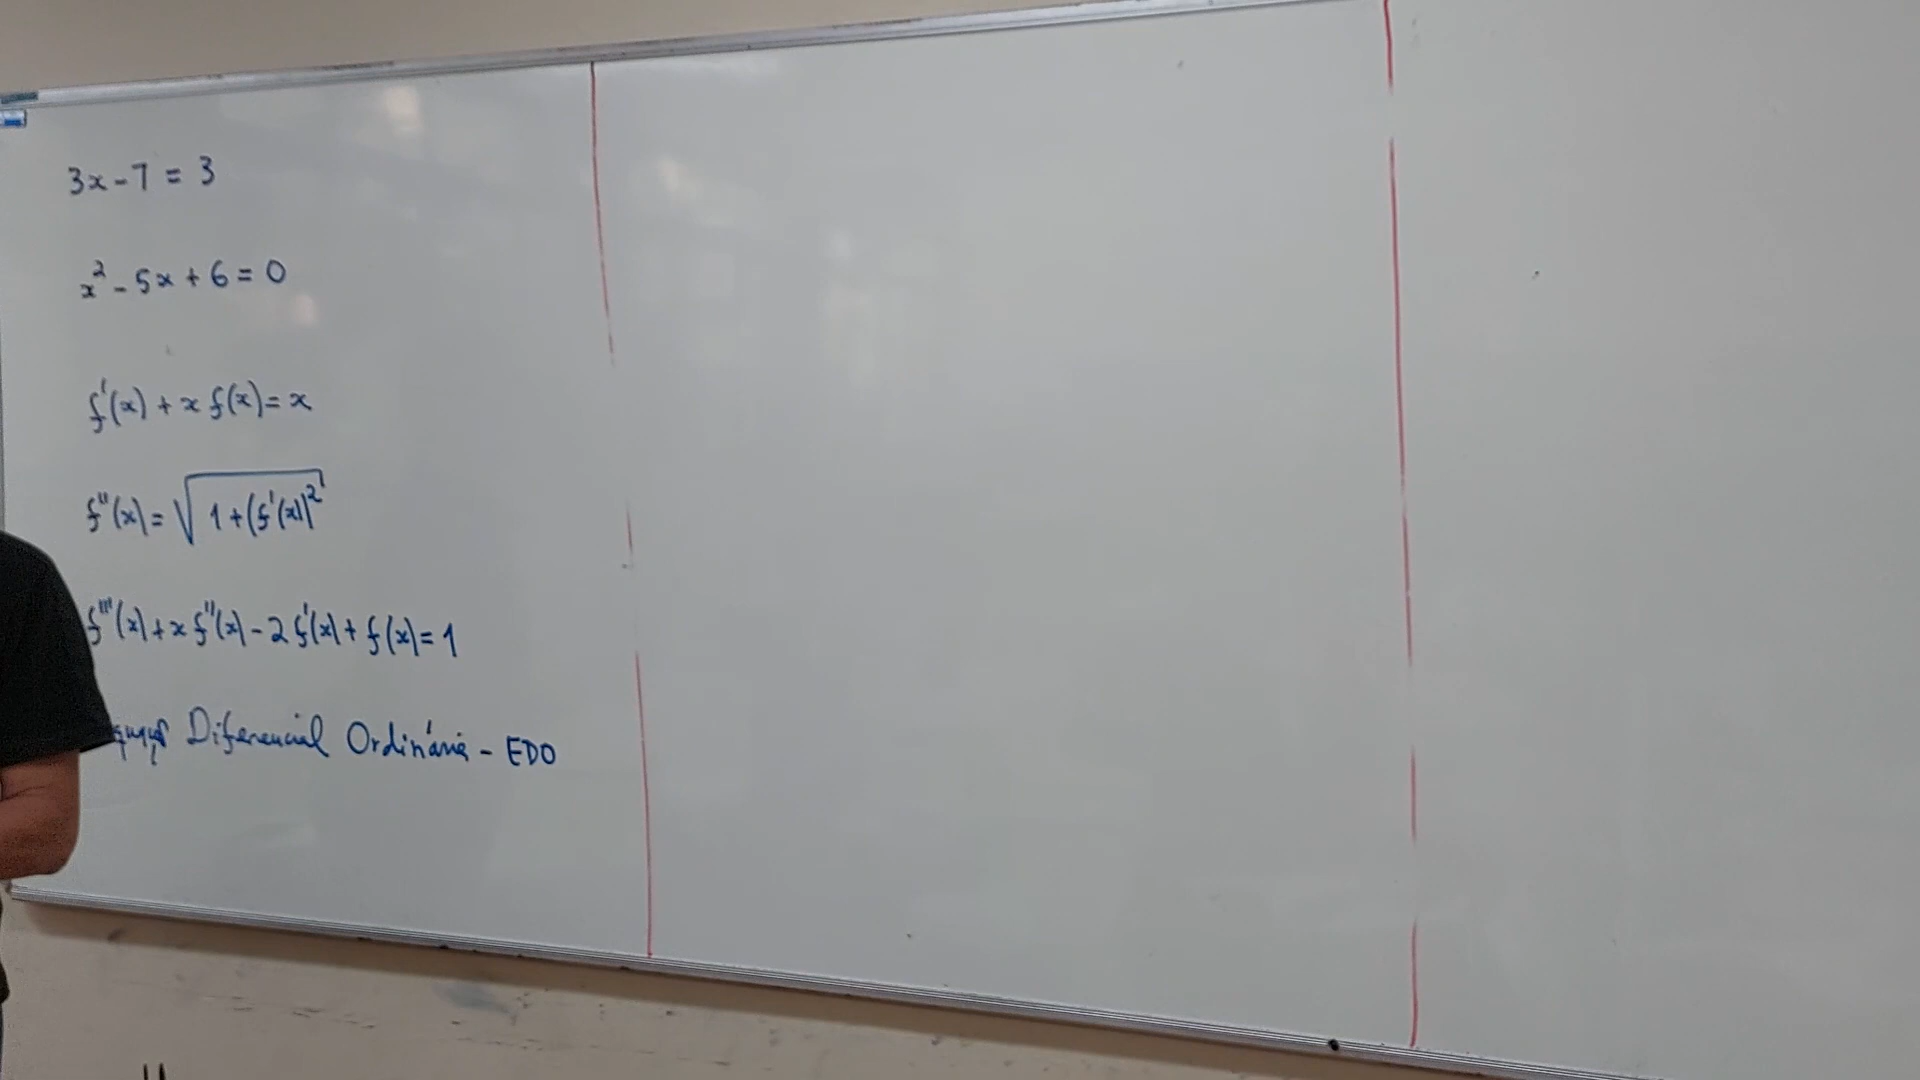 3x - 7 = 3
x² - 5x + 6 = 0
f'(x) + x f(x) = x
f''(x) = √(1 + (f'(x))²)
f'''(x) + x f''(x) - 2 f'(x) + f(x) = 1
Diferencial Ordinária - EDO